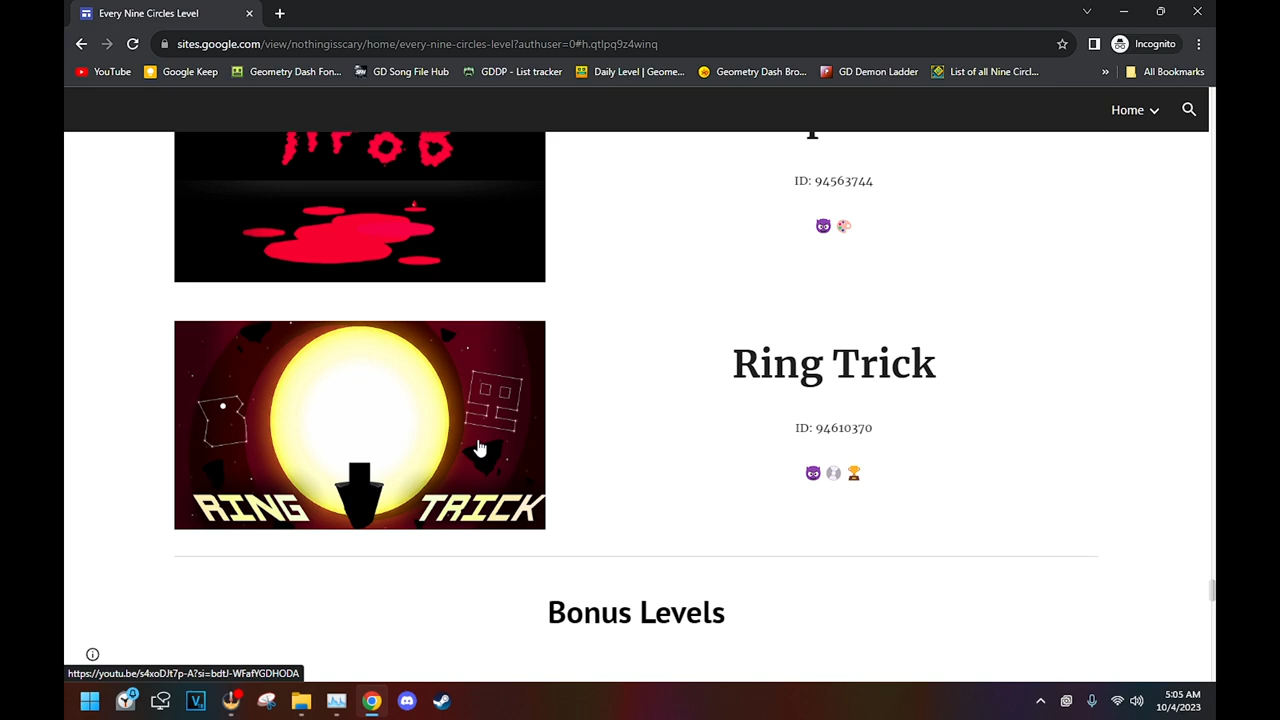 Every Nine Circles Level
sites.google.com/view/nothingisscary/home/every-nine-circles-level?authuser=0#h.qtlpq9z4winq
Incognito
YouTube
Google Keep
Geometry Dash Fon...
GD Song File Hub
GDDP - List tracker
Daily Level | Geome...
Geometry Dash Bro...
GD Demon Ladder
List of all Nine Circl...
»
All Bookmarks
Home
ID: 94563744
Ring Trick
ID: 94610370
RING TRICK
Bonus Levels
https://youtu.be/s4xoDJt7p-A?si=bdtJ-WFafYGDHODA
5:05 AM
10/4/2023